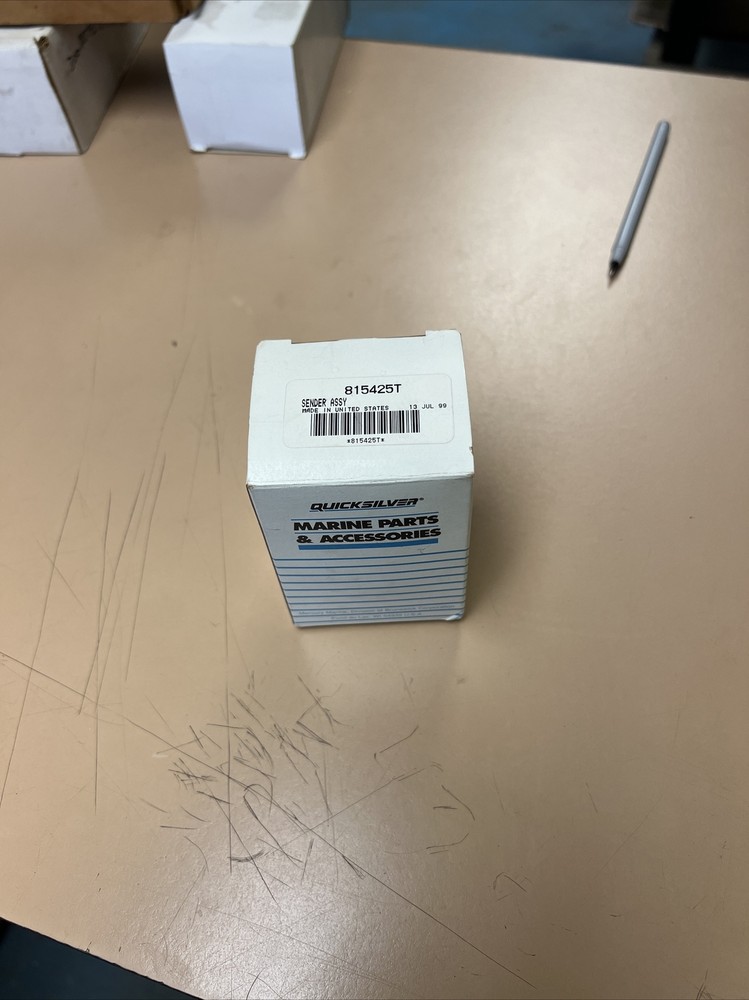 815425T
SENDER ASSY
MADE IN UNITED STATES 13 JUL 99
*815425T*
QUICKSILVER®
MARINE PARTS
& ACCESSORIES